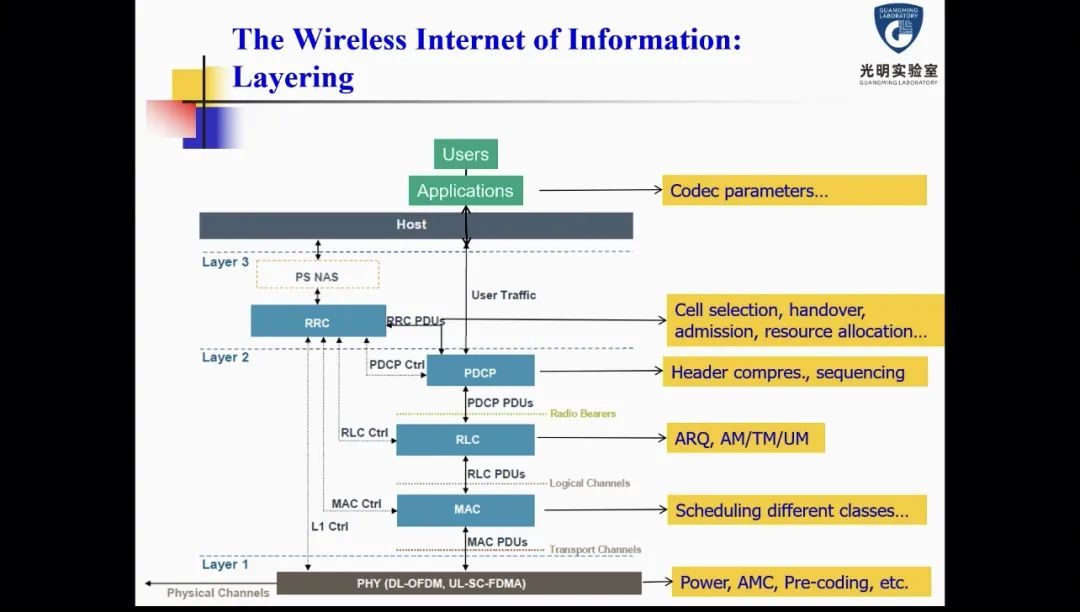 The Wireless Internet of Information:
Layering
GUANGMING
LABORATORY
光明实验室
GUANGMING LABORATORY
Users
Applications
Codec parameters...
Host
Layer 3
PS NAS
User Traffic
RRC
RRC PDUs
Cell selection, handover,
admission, resource allocation...
Layer 2
PDCP Ctrl
PDCP
Header compres., sequencing
PDCP PDUs
Radio Bearers
RLC Ctrl
RLC
ARQ, AM/TM/UM
RLC PDUs
Logical Channels
MAC Ctrl
MAC
Scheduling different classes...
L1 Ctrl
MAC PDUs
Transport Channels
Layer 1
PHY (DL-OFDM, UL-SC-FDMA)
Power, AMC, Pre-coding, etc.
Physical Channels